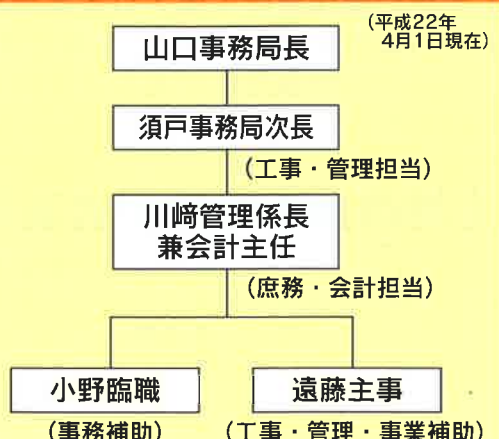 (平成22年
4月1日現在)
山口事務局長
須戸事務局次長
(工事・管理担当)
川﨑管理係長
兼会計主任
(庶務・会計担当)
小野臨職
遠藤主事
(事務補助)
(工事・管理・事業補助)